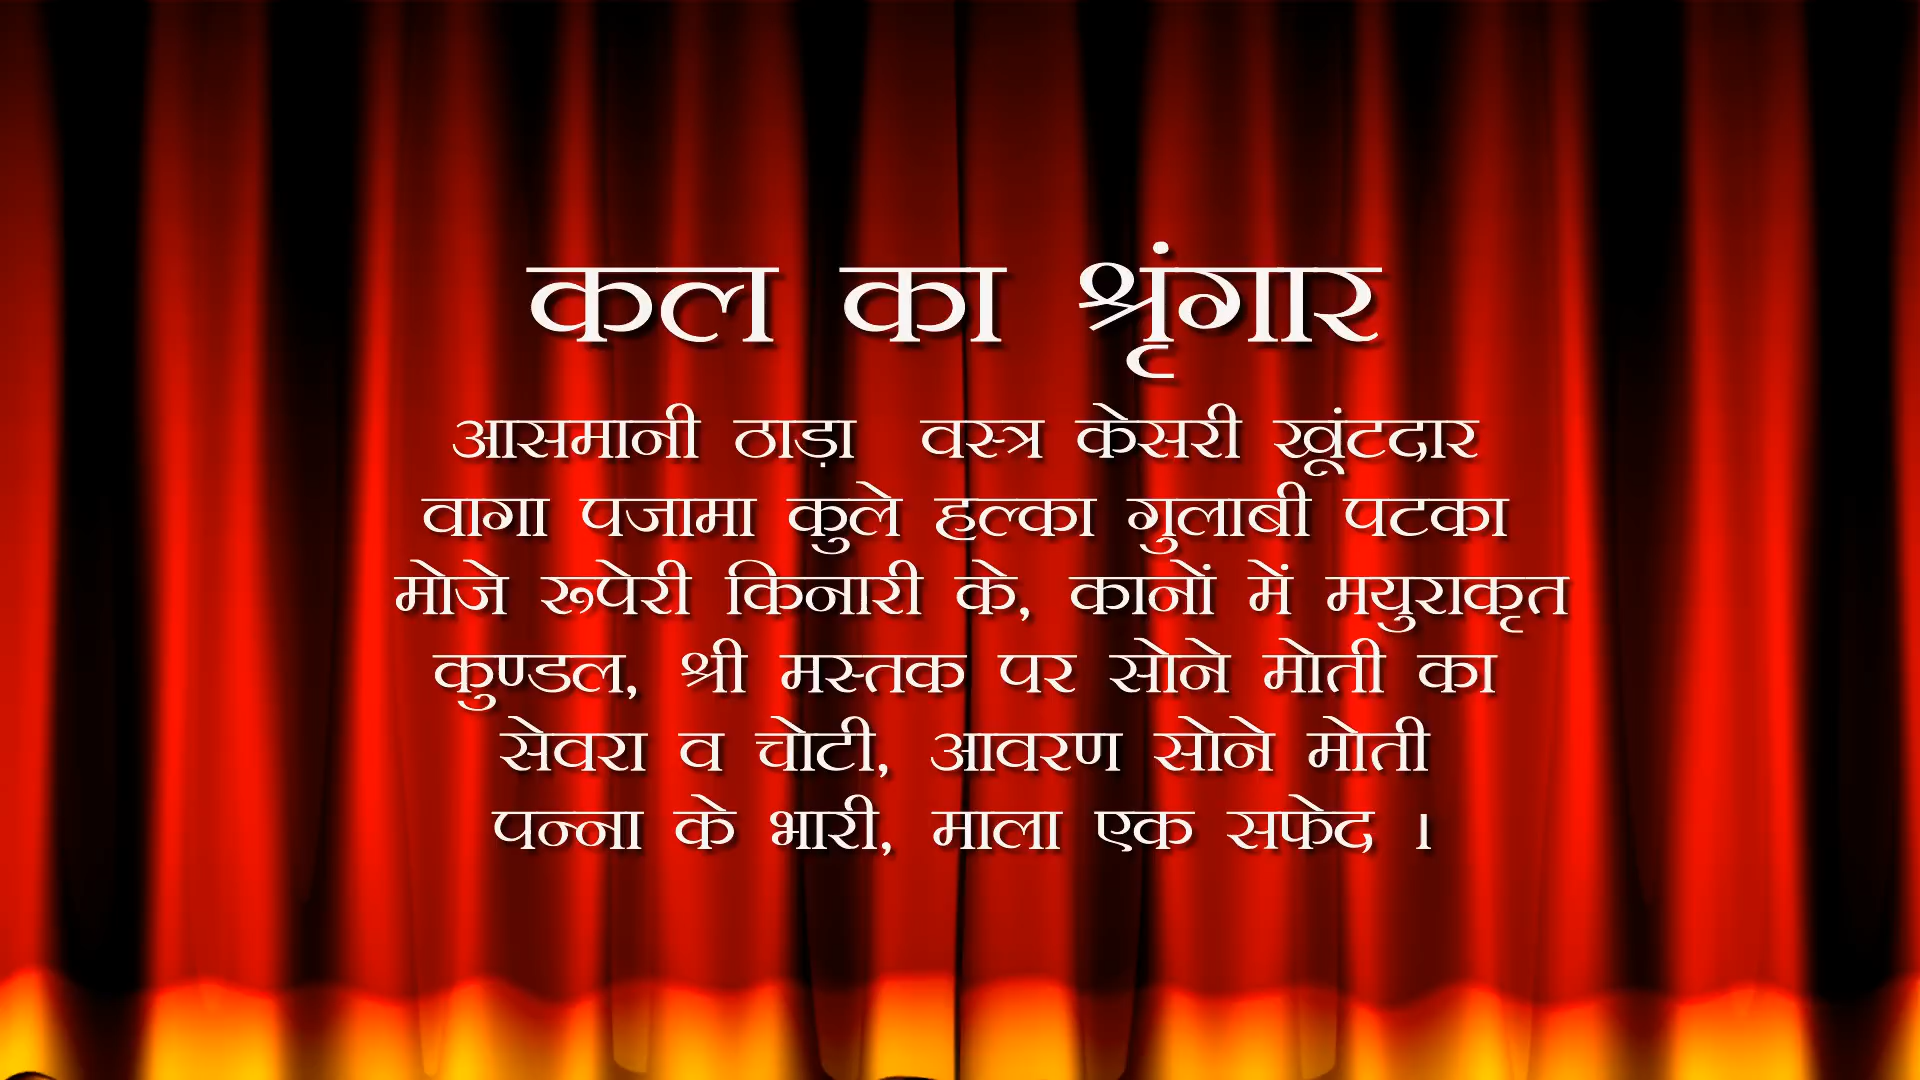 कल का श्रृंगार
आसमानी ठाड़ा वस्त्र केसरी खूंटदार
वागा पजामा कुले हल्का गुलाबी पटका
मोजे रूपेरी किनारी के, कानों में मयुराकृत
कुण्डल, श्री मस्तक पर सोने मोती का
सेवरा व चोटी, आवरण सोने मोती
पन्ना के भारी, माला एक सफेद ।